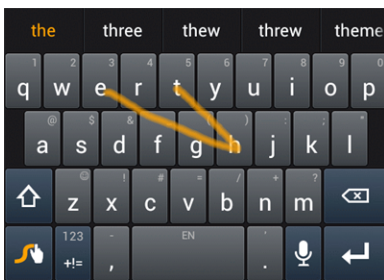 the three thew threw theme
1 2 3 4 5 6 7 8 9 0
q w e r t y u i o p
@ $ & ( ) : ; "
a s d f g h j k l
! # = / + ?
z x c v b n m
123 - EN
+!= , .